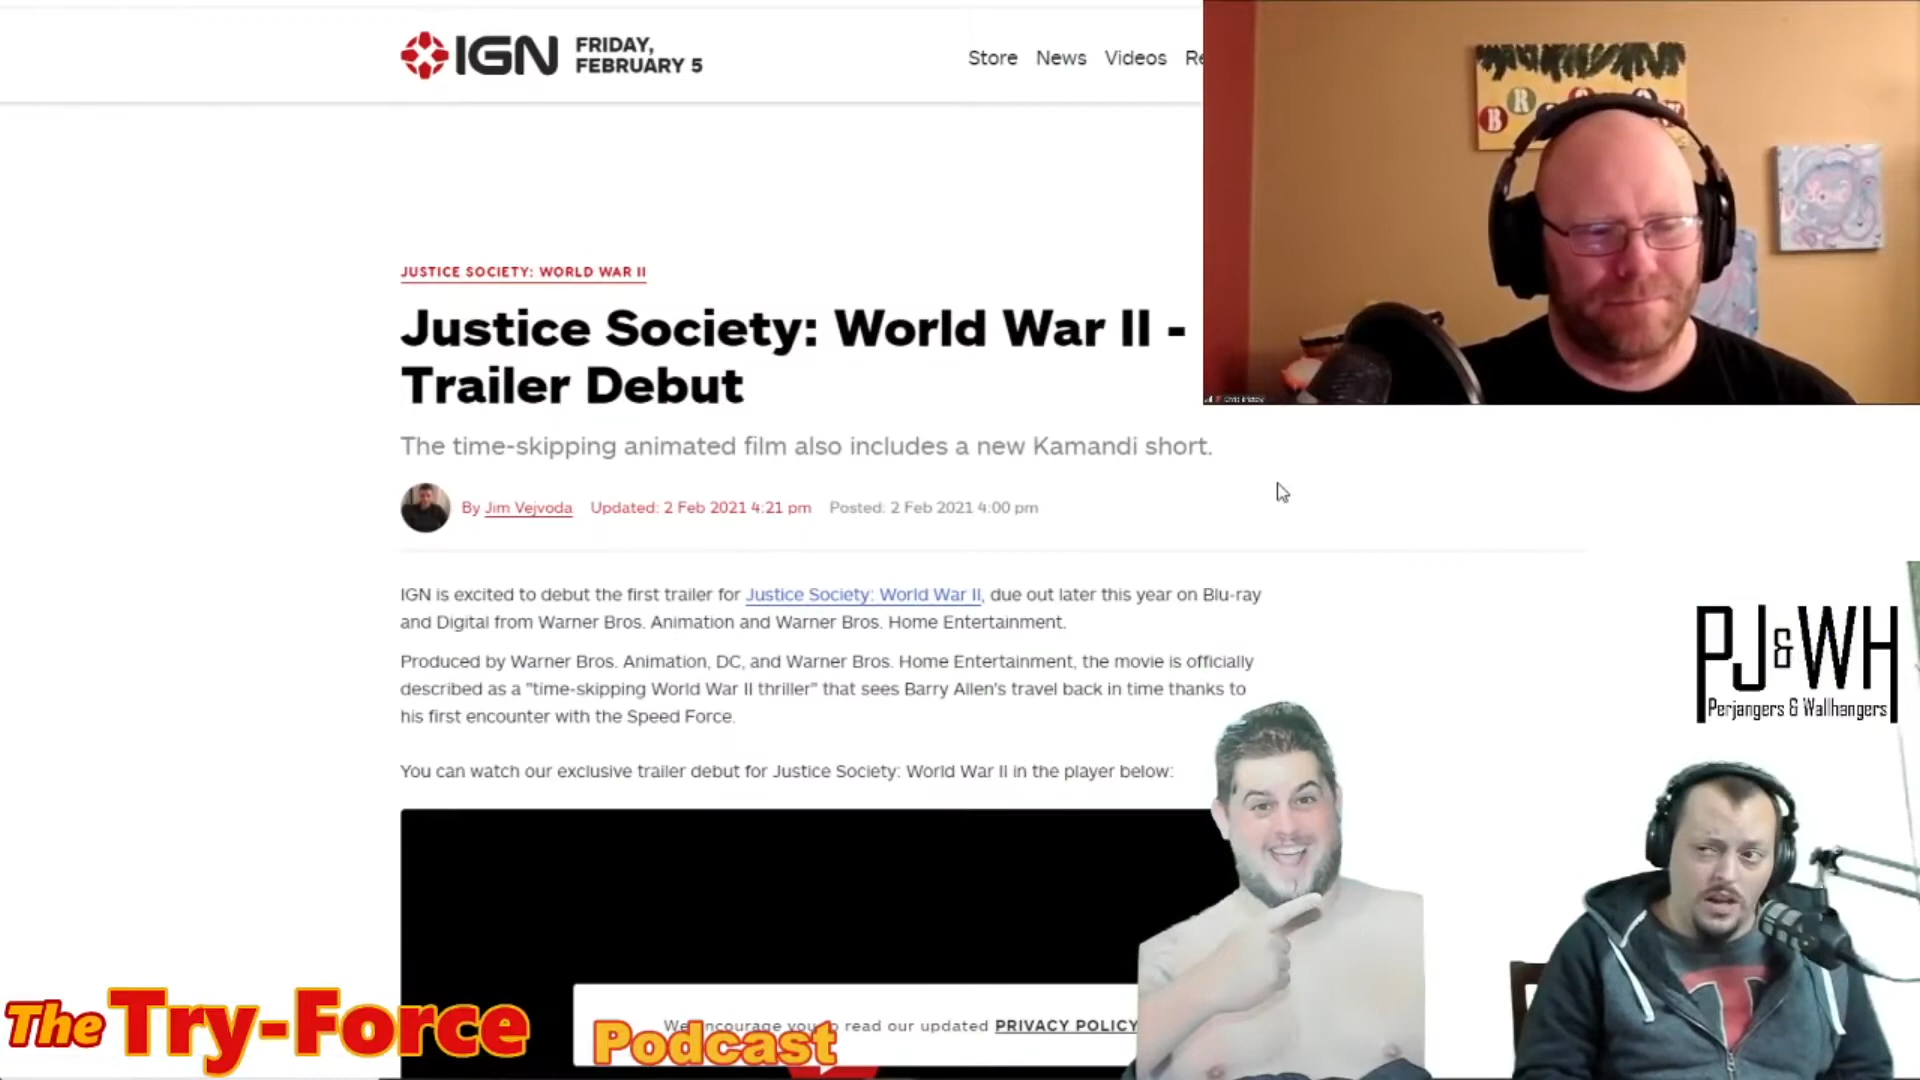 IGN
FRIDAY,
FEBRUARY 5
Store News Videos Re
JUSTICE SOCIETY: WORLD WAR II
Justice Society: World War II -
Trailer Debut
The time-skipping animated film also includes a new Kamandi short.
By Jim Vejvoda Updated: 2 Feb 2021 4:21 pm Posted: 2 Feb 2021 4:00 pm
IGN is excited to debut the first trailer for Justice Society: World War II, due out later this year on Blu-ray
and Digital from Warner Bros. Animation and Warner Bros. Home Entertainment.
Produced by Warner Bros. Animation, DC, and Warner Bros. Home Entertainment, the movie is officially
described as a "time-skipping World War II thriller" that sees Barry Allen's travel back in time thanks to
his first encounter with the Speed Force.
You can watch our exclusive trailer debut for Justice Society: World War II in the player below:
PJ&WH
Perjangers & Wallhangers
read our updated PRIVACY POLICY
The Try-Force
Podcast